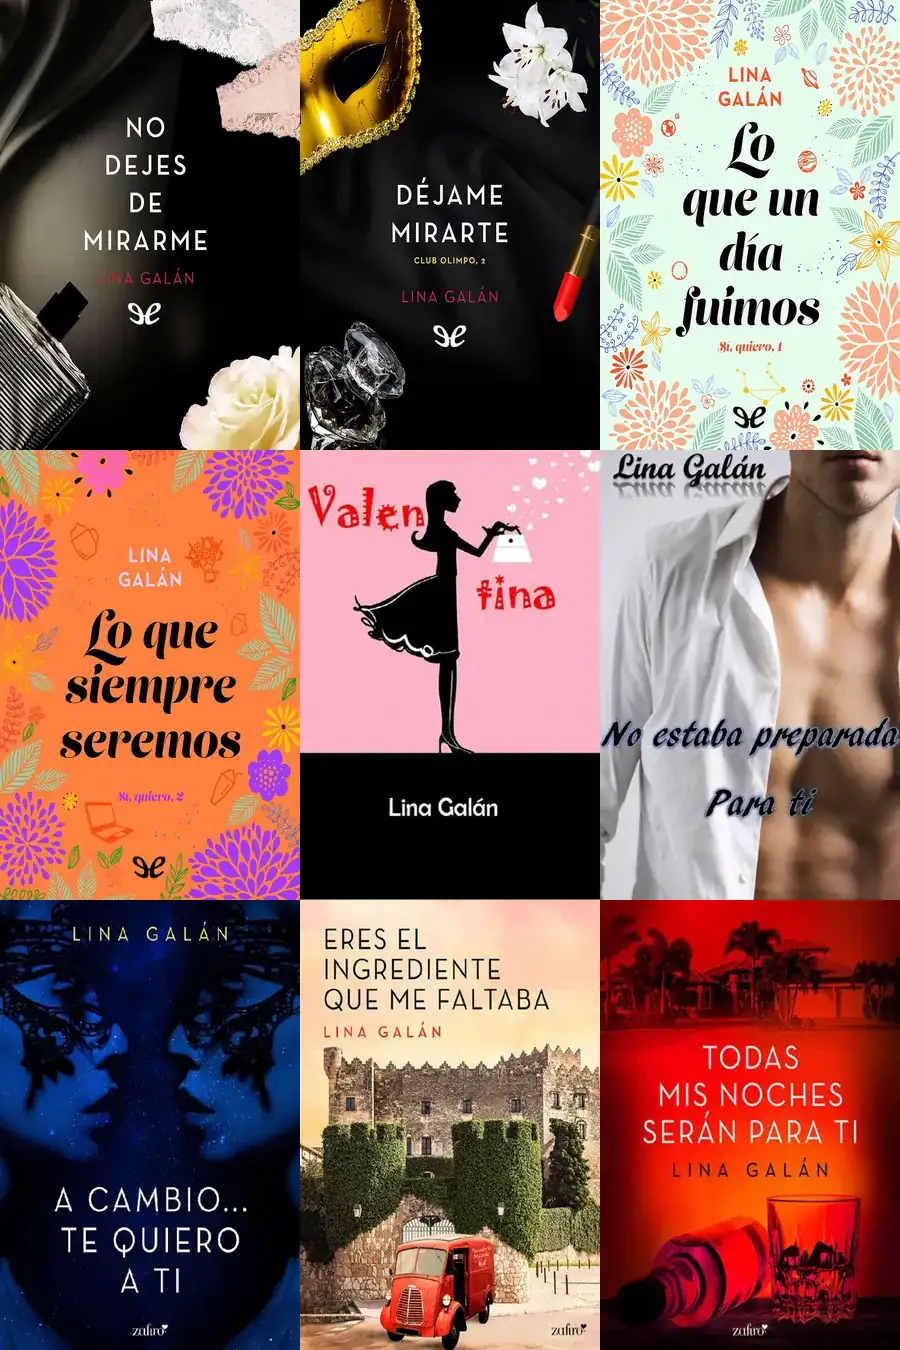 NO
DEJES
DE
MIRARME
LINA GALÁN
DÉJAME
MIRARTE
CLUB OLIMPO, 2
LINA GALÁN
LINA
GALÁN
Lo
que un
día
fuimos
Sí, quiero, 1
LINA
GALÁN
Lo que
siempre
seremos
Sí, quiero, 2
Valen
tina
Lina Galán
Lina Galán
No estaba preparada
Para ti
LINA GALÁN
A CAMBIO...
TE QUIERO
A TI
zafiro
ERES EL
INGREDIENTE
QUE ME FALTABA
LINA GALÁN
zafiro
TODAS
MIS NOCHES
SERÁN PARA TI
LINA GALÁN
zafiro